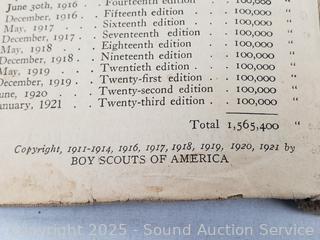 June 30th, 1916 . Fourteenth edition . . 100,000 "
December, 1916 . . Fifteenth edition . . 100,000 "
May, 1917 . . Sixteenth edition . . 100,000 "
December, 1917 . . Seventeenth edition . . 100,000 "
May, 1918 . . Eighteenth edition . . 100,000 "
December, 1918 . . Nineteenth edition . . 100,000 "
May, 1919 . . Twentieth edition . . 100,000 "
December, 1919 . . Twenty-first edition . . 100,000 "
June, 1920 . . Twenty-second edition . . 100,000 "
January, 1921 . . Twenty-third edition . . 100,000 "
Total 1,565,400 "
Copyright, 1911-1914, 1916, 1917, 1918, 1919, 1920, 1921 by
BOY SCOUTS OF AMERICA
Copyright 2025 - Sound Auction Service